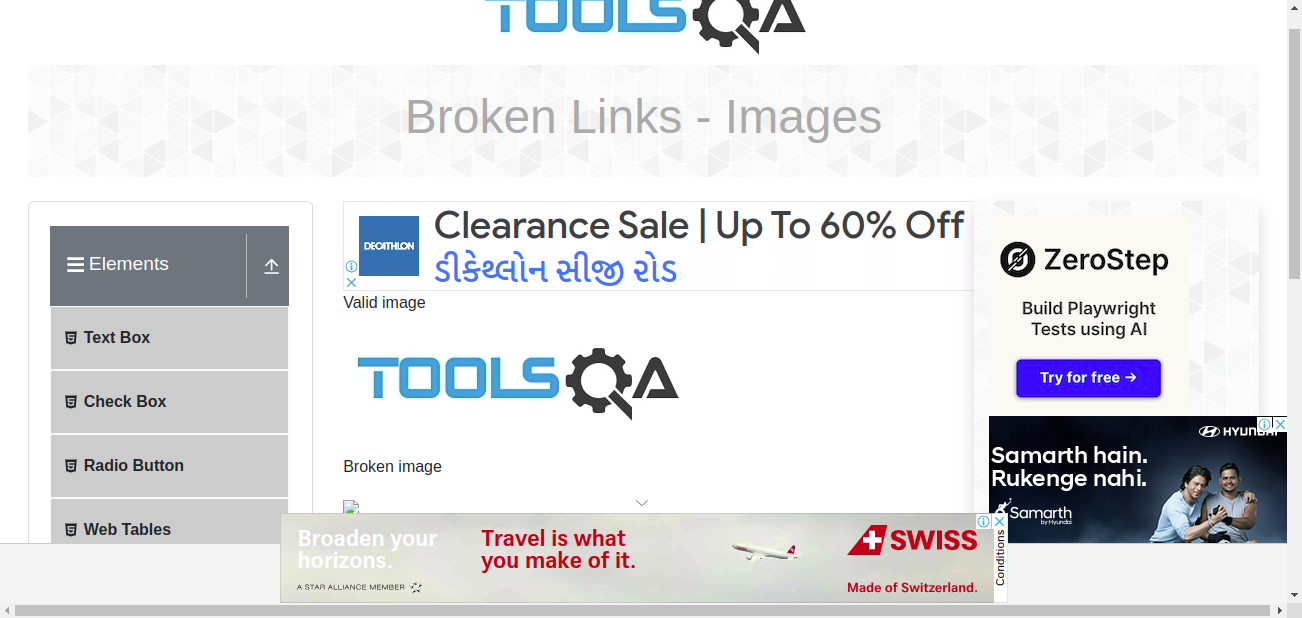 TOOLSQA
Broken Links - Images
Elements
Text Box
Check Box
Radio Button
Web Tables
DECATHLON
Clearance Sale | Up To 60% Off
ડીકેથ્લોન સીજી રોડ
Valid image
TOOLSQA
Broken image
ZeroStep
Build Playwright
Tests using AI
Try for free →
HYUNDAI
Samarth hain.
Rukenge nahi.
Samarth
by Hyundai
Broaden your
horizons.
A STAR ALLIANCE MEMBER
Travel is what
you make of it.
SWISS
Made of Switzerland.
Conditions